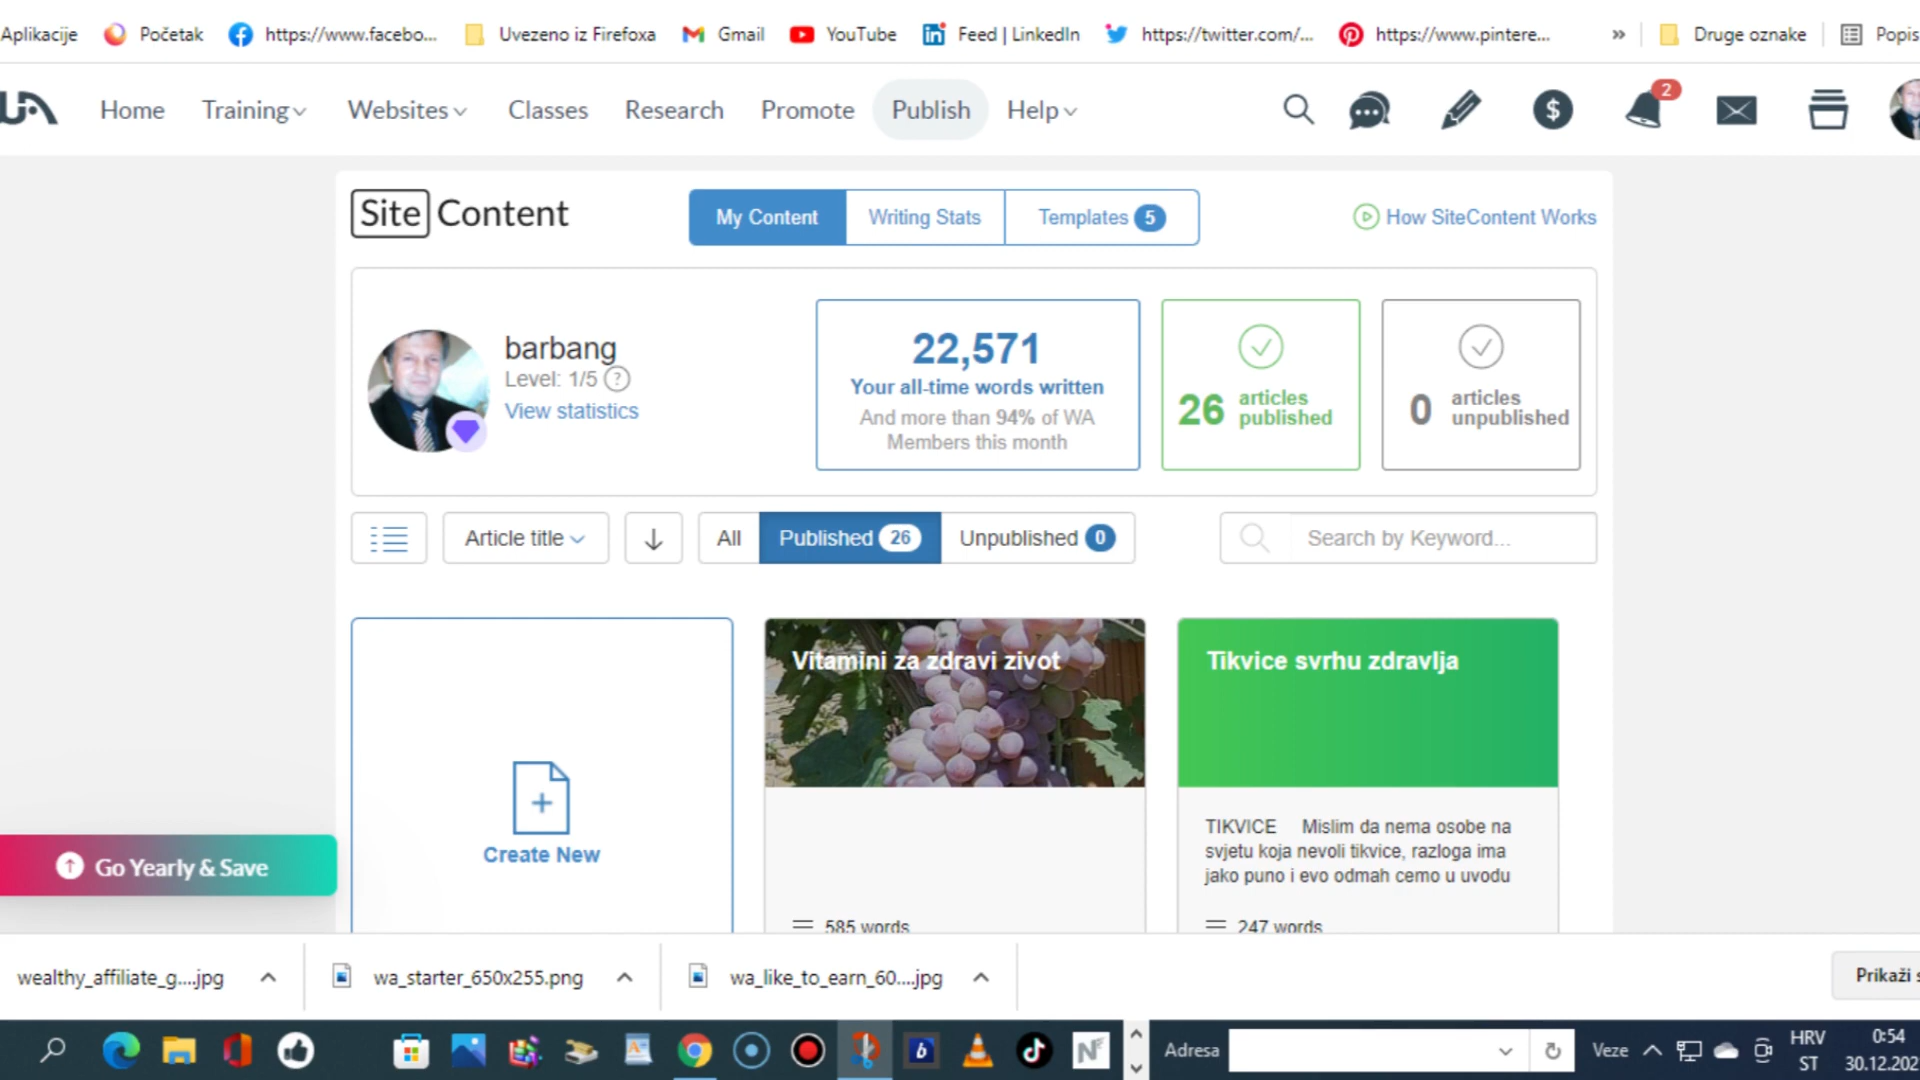 Aplikacije Početak https://www.facebo... Uvezeno iz Firefoxa Gmail YouTube Feed | LinkedIn https://twitter.com/... https://www.pintere... » Druge oznake Popis
Home Training Websites Classes Research Promote Publish Help 2
Site Content My Content Writing Stats Templates 5 How SiteContent Works
barbang
Level: 1/5 ?
View statistics
22,571
Your all-time words written
And more than 94% of WA
Members this month
26 articles
published
0 articles
unpublished
Article title All Published 26 Unpublished 0 Search by Keyword...
Create New
Vitamini za zdravi zivot
585 words
Tikvice svrhu zdravlja
TIKVICE Mislim da nema osobe na
svjetu koja nevoli tikvice, razloga ima
jako puno i evo odmah cemo u uvodu
247 words
Go Yearly & Save
wealthy_affiliate_g....jpg wa_starter_650x255.png wa_like_to_earn_60....jpg Prikaži s
Adresa Veze HRV 0:54
ST 30.12.202